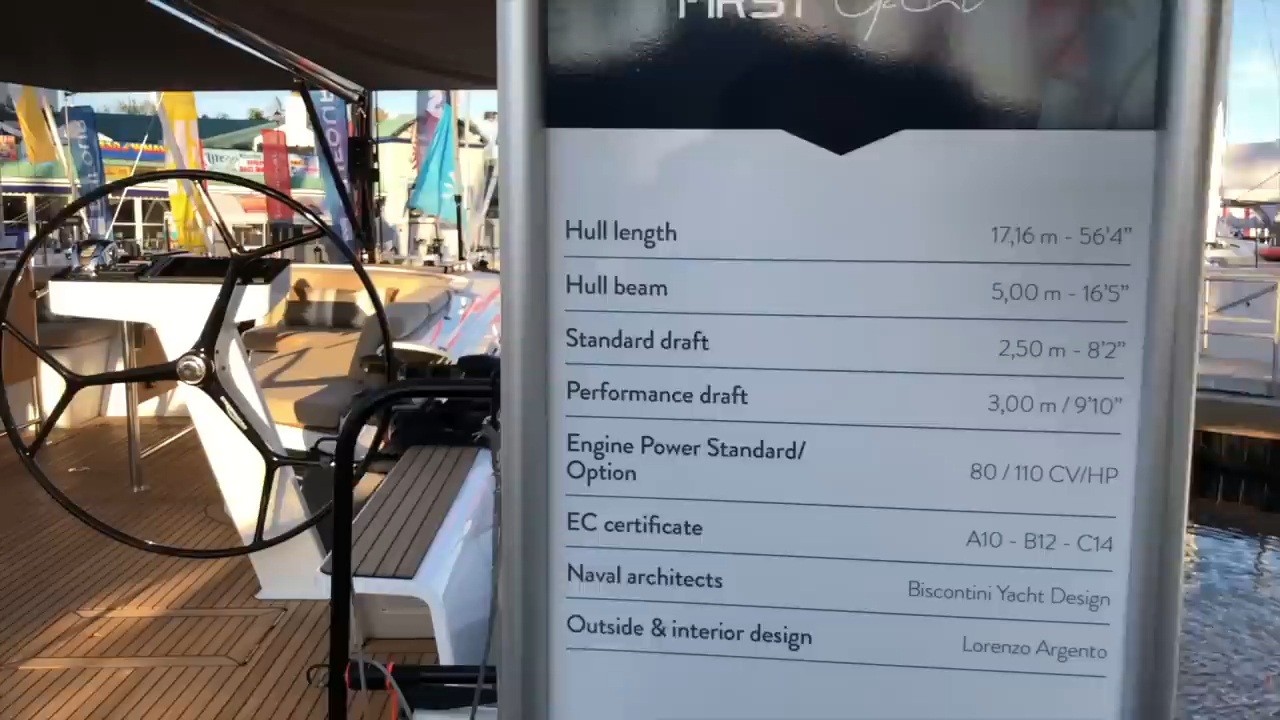 FIRST Yacht
Hull length 17,16 m - 56'4"
Hull beam 5,00 m - 16'5"
Standard draft 2,50 m - 8'2"
Performance draft 3,00 m / 9'10"
Engine Power Standard/
Option 80 / 110 CV/HP
EC certificate A10 - B12 - C14
Naval architects Biscontini Yacht Design
Outside & interior design Lorenzo Argento